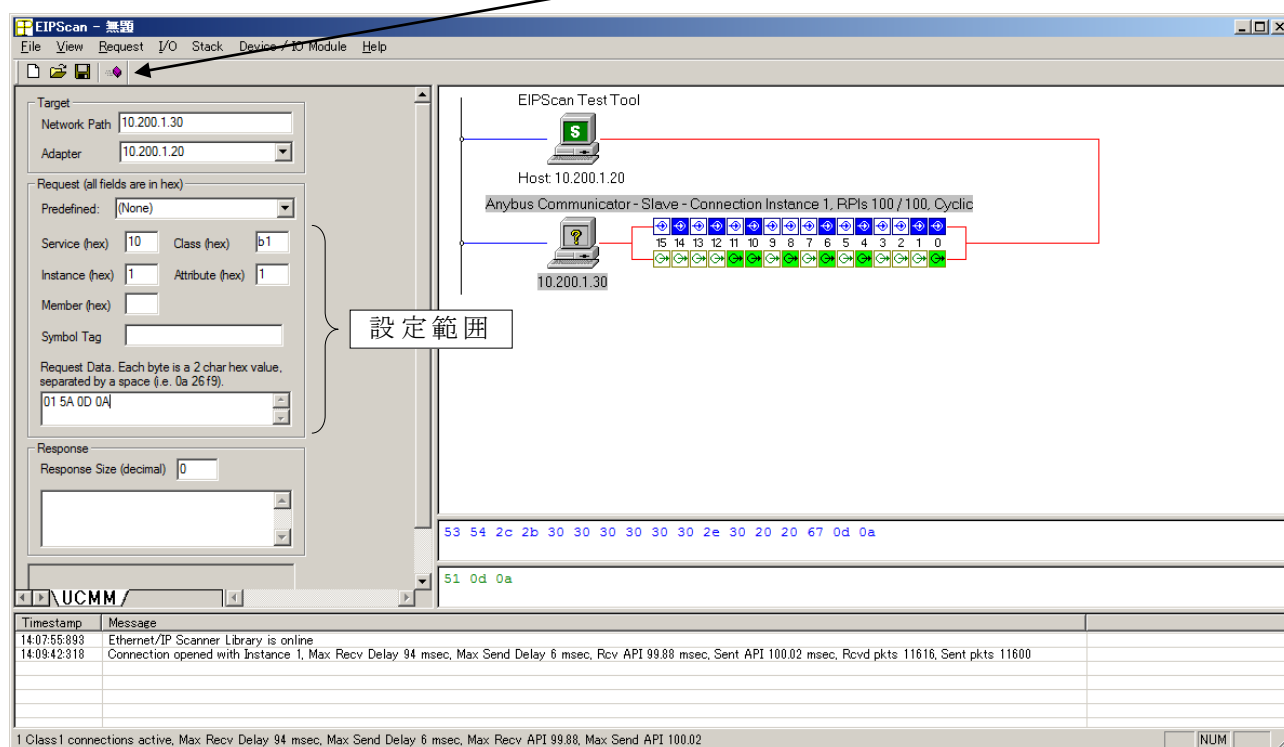 EIPScan - 無題
File View Request I/O Stack Device / IO Module Help
Target
Network Path 10.200.1.30
Adapter 10.200.1.20
Request (all fields are in hex)
Predefined: (None)
Service (hex) 10 Class (hex) b1
Instance (hex) 1 Attribute (hex) 1
Member (hex)
Symbol Tag
Request Data. Each byte is a 2 char hex value,
separated by a space (i.e. 0a 26 f9).
01 5A 0D 0A
設定範囲
Response
Response Size (decimal) 0
UCMM
EIPScan Test Tool
S
Host: 10.200.1.20
Anybus Communicator - Slave - Connection Instance 1, RPIs 100 / 100, Cyclic
?
15 14 13 12 11 10 9 8 7 6 5 4 3 2 1 0
10.200.1.30
53 54 2c 2b 30 30 30 30 30 30 2e 30 20 20 67 0d 0a
51 0d 0a
Timestamp Message
14:07:55:893 Ethernet/IP Scanner Library is online
14:09:42:318 Connection opened with Instance 1, Max Recv Delay 94 msec, Max Send Delay 6 msec, Rcv API 99.88 msec, Sent API 100.02 msec, Rcvd pkts 11616, Sent pkts 11600
1 Class1 connections active, Max Recv Delay 94 msec, Max Send Delay 6 msec, Max Recv API 99.88, Max Send API 100.02
NUM